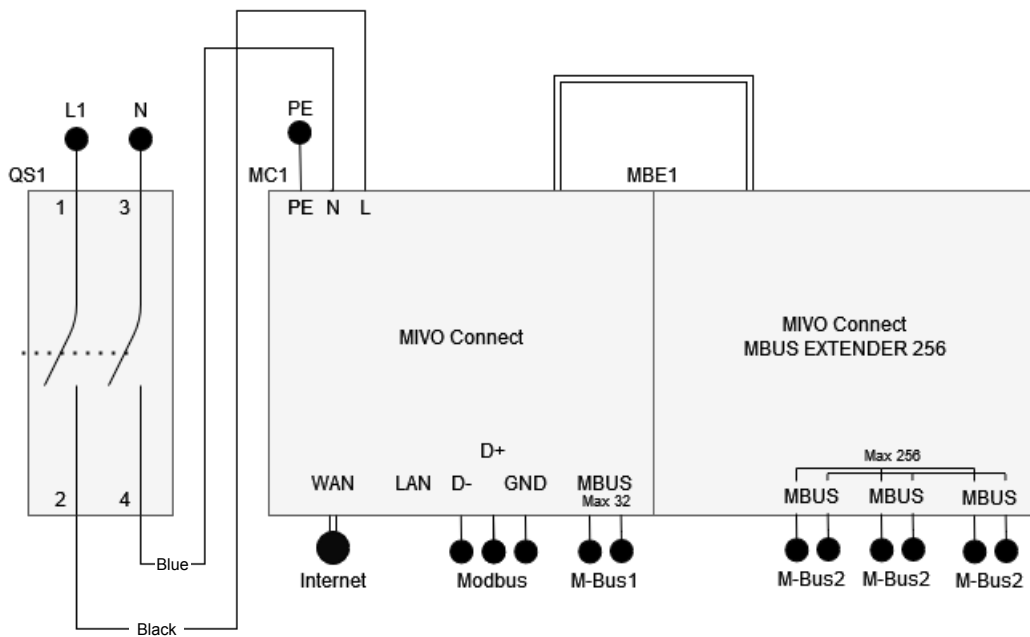 L1 N
PE
QS1
MC1
MBE1
1 3
PE N L
MIVO Connect
MIVO Connect
MBUS EXTENDER 256
D+
Max 256
WAN LAN D- GND MBUS
Max 32
MBUS MBUS MBUS
2 4
Blue
Internet Modbus M-Bus1 M-Bus2 M-Bus2 M-Bus2
Black